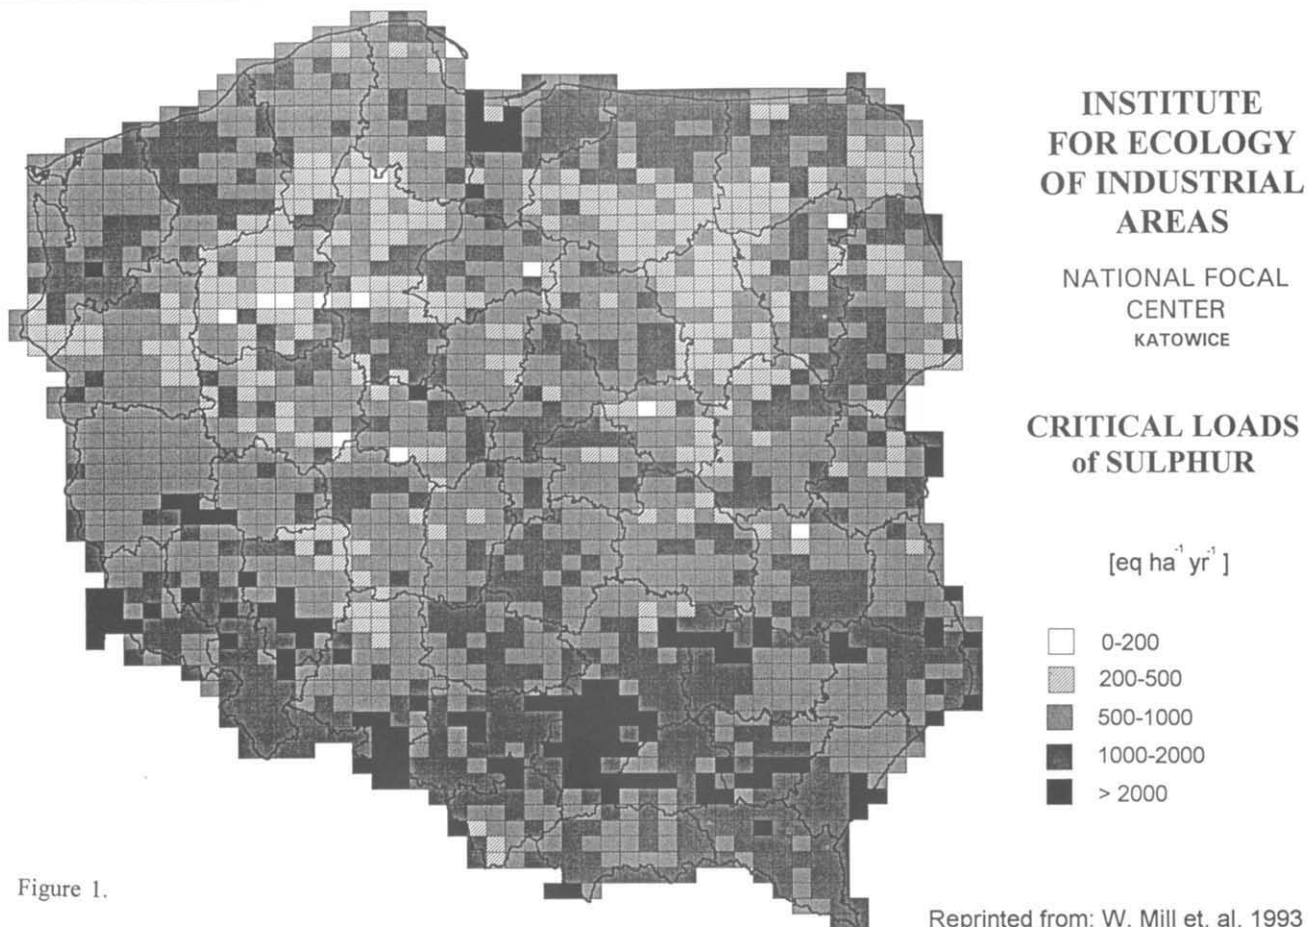 INSTITUTE
FOR ECOLOGY
OF INDUSTRIAL
AREAS
NATIONAL FOCAL
CENTER
KATOWICE
CRITICAL LOADS
of SULPHUR
[eq ha⁻¹ yr⁻¹ ]
0-200
200-500
500-1000
1000-2000
> 2000
Figure 1.
Reprinted from: W. Mill et. al. 1993